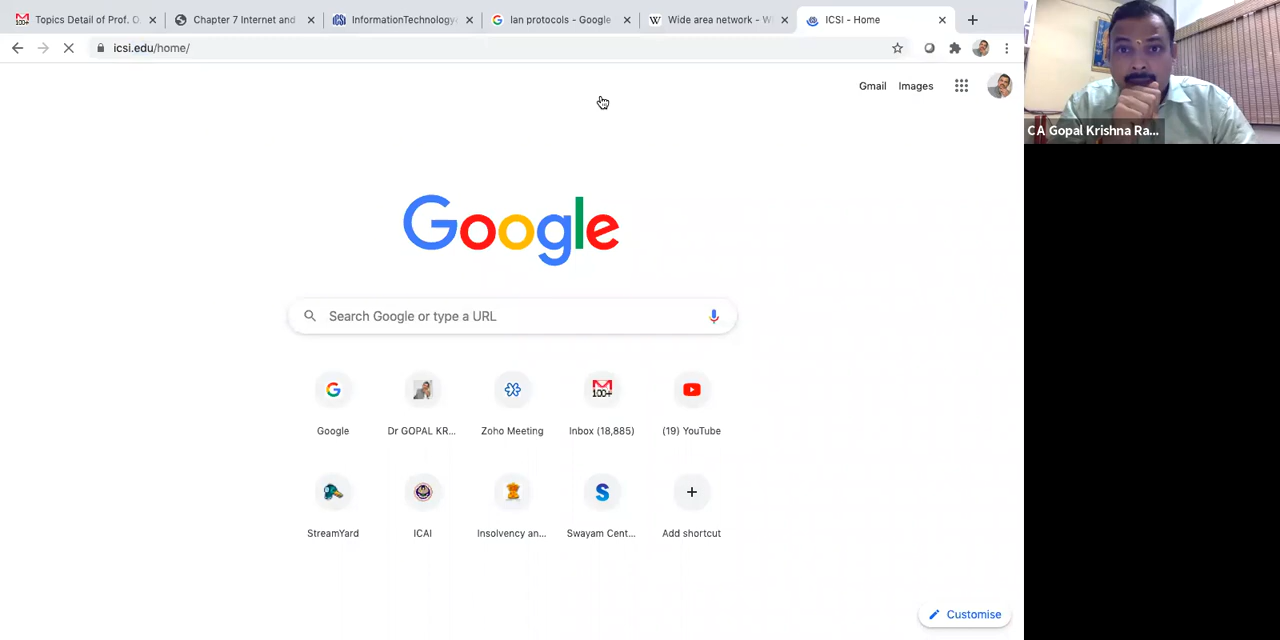 Topics Detail of Prof. O.
Chapter 7 Internet and
InformationTechnology
lan protocols - Google
Wide area network - W
ICSI - Home
icsi.edu/home/
Gmail
Images
C A Gopal Krishna Ra...
Google
Search Google or type a URL
Google
Dr GOPAL KR...
Zoho Meeting
100+
Inbox (18,885)
(19) YouTube
StreamYard
ICAI
Insolvency an...
Swayam Cent...
Add shortcut
Customise